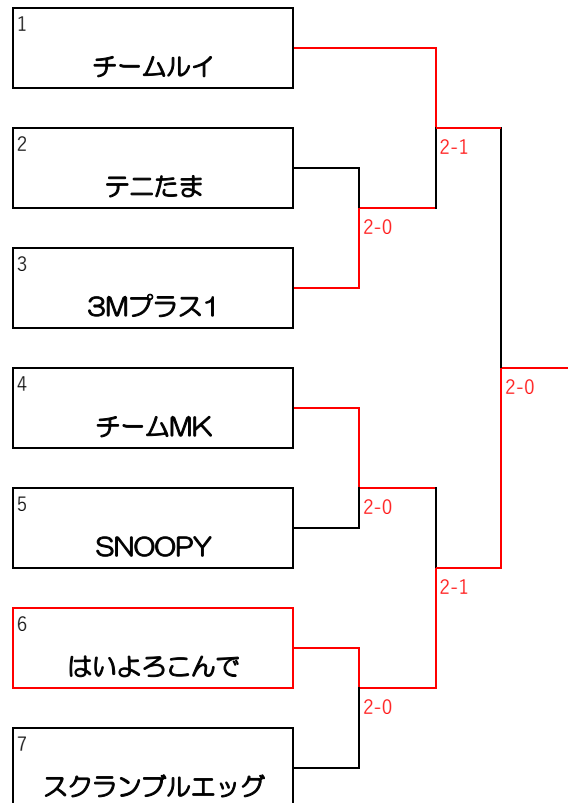 1
チームルイ
2
テニたま
2-1
2-0
3
3Mプラス1
4
チームMK
2-0
5
SNOOPY
2-0
6
はいよろこんで
2-1
2-0
7
スクランブルエッグ